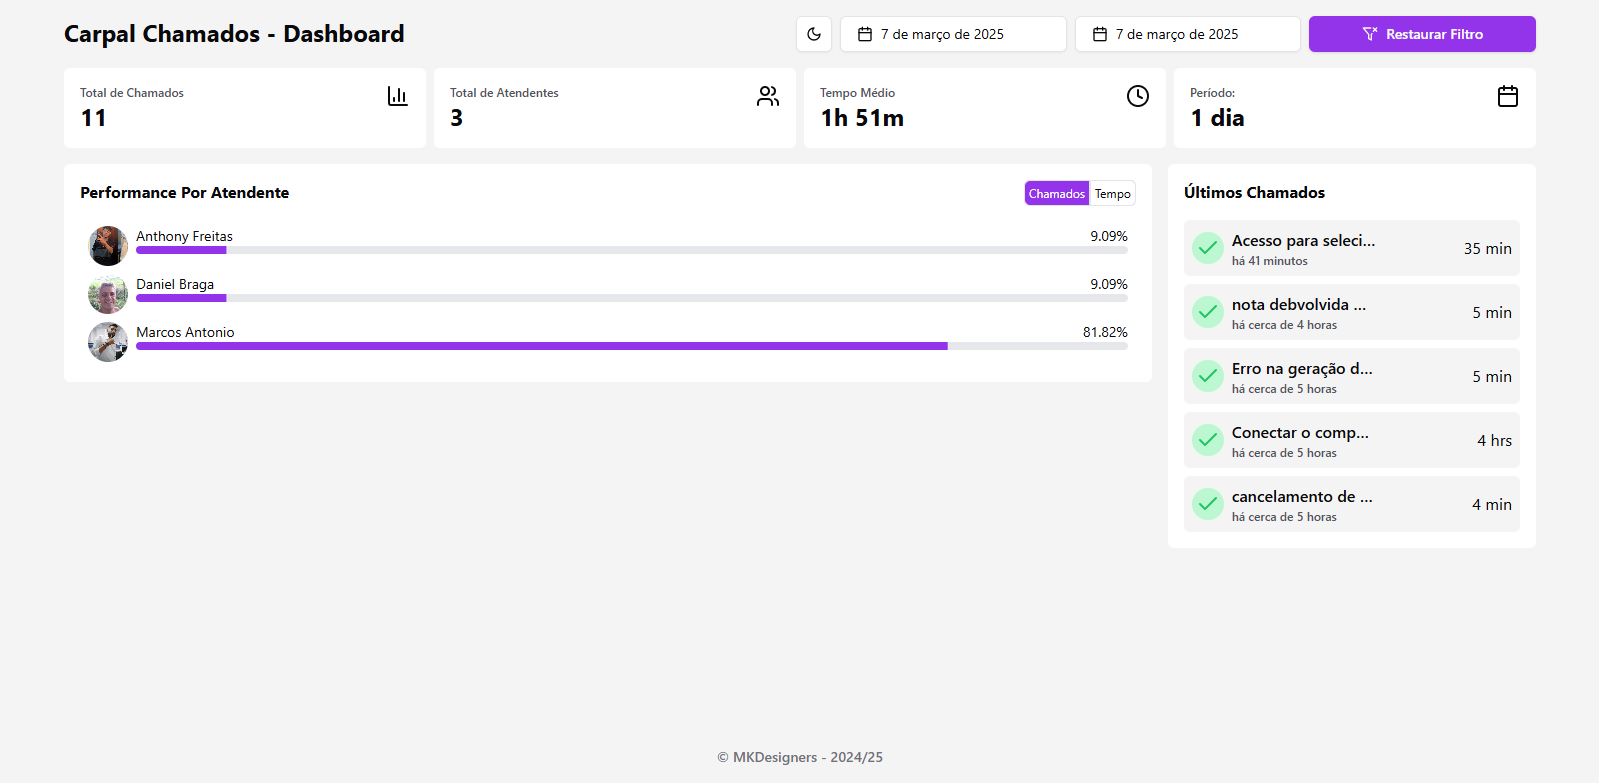 Carpal Chamados - Dashboard
7 de março de 2025
7 de março de 2025
Restaurar Filtro
Total de Chamados
11
Total de Atendentes
3
Tempo Médio
1h 51m
Período:
1 dia
Performance Por Atendente
Chamados
Tempo
Anthony Freitas
9.09%
Daniel Braga
9.09%
Marcos Antonio
81.82%
Últimos Chamados
Acesso para seleci...
há 41 minutos
35 min
nota debvolvida ...
há cerca de 4 horas
5 min
Erro na geração d...
há cerca de 5 horas
5 min
Conectar o comp...
há cerca de 5 horas
4 hrs
cancelamento de ...
há cerca de 5 horas
4 min
© MKDesigners - 2024/25